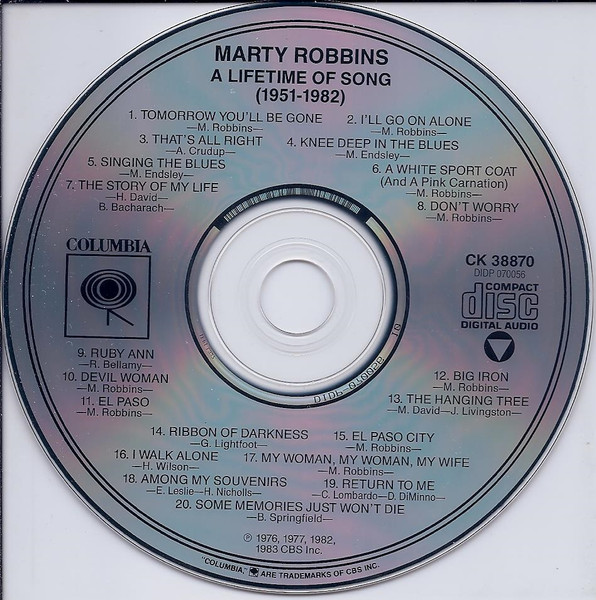 MARTY ROBBINS
A LIFETIME OF SONG
(1951-1982)
1. TOMORROW YOU'LL BE GONE
—M. Robbins—
2. I'LL GO ON ALONE
—M. Robbins—
3. THAT'S ALL RIGHT
—A. Crudup—
4. KNEE DEEP IN THE BLUES
—M. Endsley—
5. SINGING THE BLUES
—M. Endsley—
6. A WHITE SPORT COAT
(And A Pink Carnation)
—M. Robbins—
7. THE STORY OF MY LIFE
—H. David—
B. Bacharach—
8. DON'T WORRY
—M. Robbins—
COLUMBIA
CK 38870
DIDP 070056
COMPACT
disc
DIGITAL AUDIO
9. RUBY ANN
—R. Bellamy—
10. DEVIL WOMAN
—M. Robbins—
11. EL PASO
—M. Robbins—
12. BIG IRON
—M. Robbins—
13. THE HANGING TREE
—M. David—J. Livingston—
14. RIBBON OF DARKNESS
—G. Lightfoot—
15. EL PASO CITY
—M. Robbins—
16. I WALK ALONE
—H. Wilson—
17. MY WOMAN, MY WOMAN, MY WIFE
—M. Robbins—
18. AMONG MY SOUVENIRS
—E. Leslie—H. Nicholls—
19. RETURN TO ME
—C. Lombardo—D. DiMinno—
20. SOME MEMORIES JUST WON'T DIE
—B. Springfield—
℗ 1976, 1977, 1982,
1983 CBS Inc.
"COLUMBIA," ARE TRADEMARKS OF CBS INC.